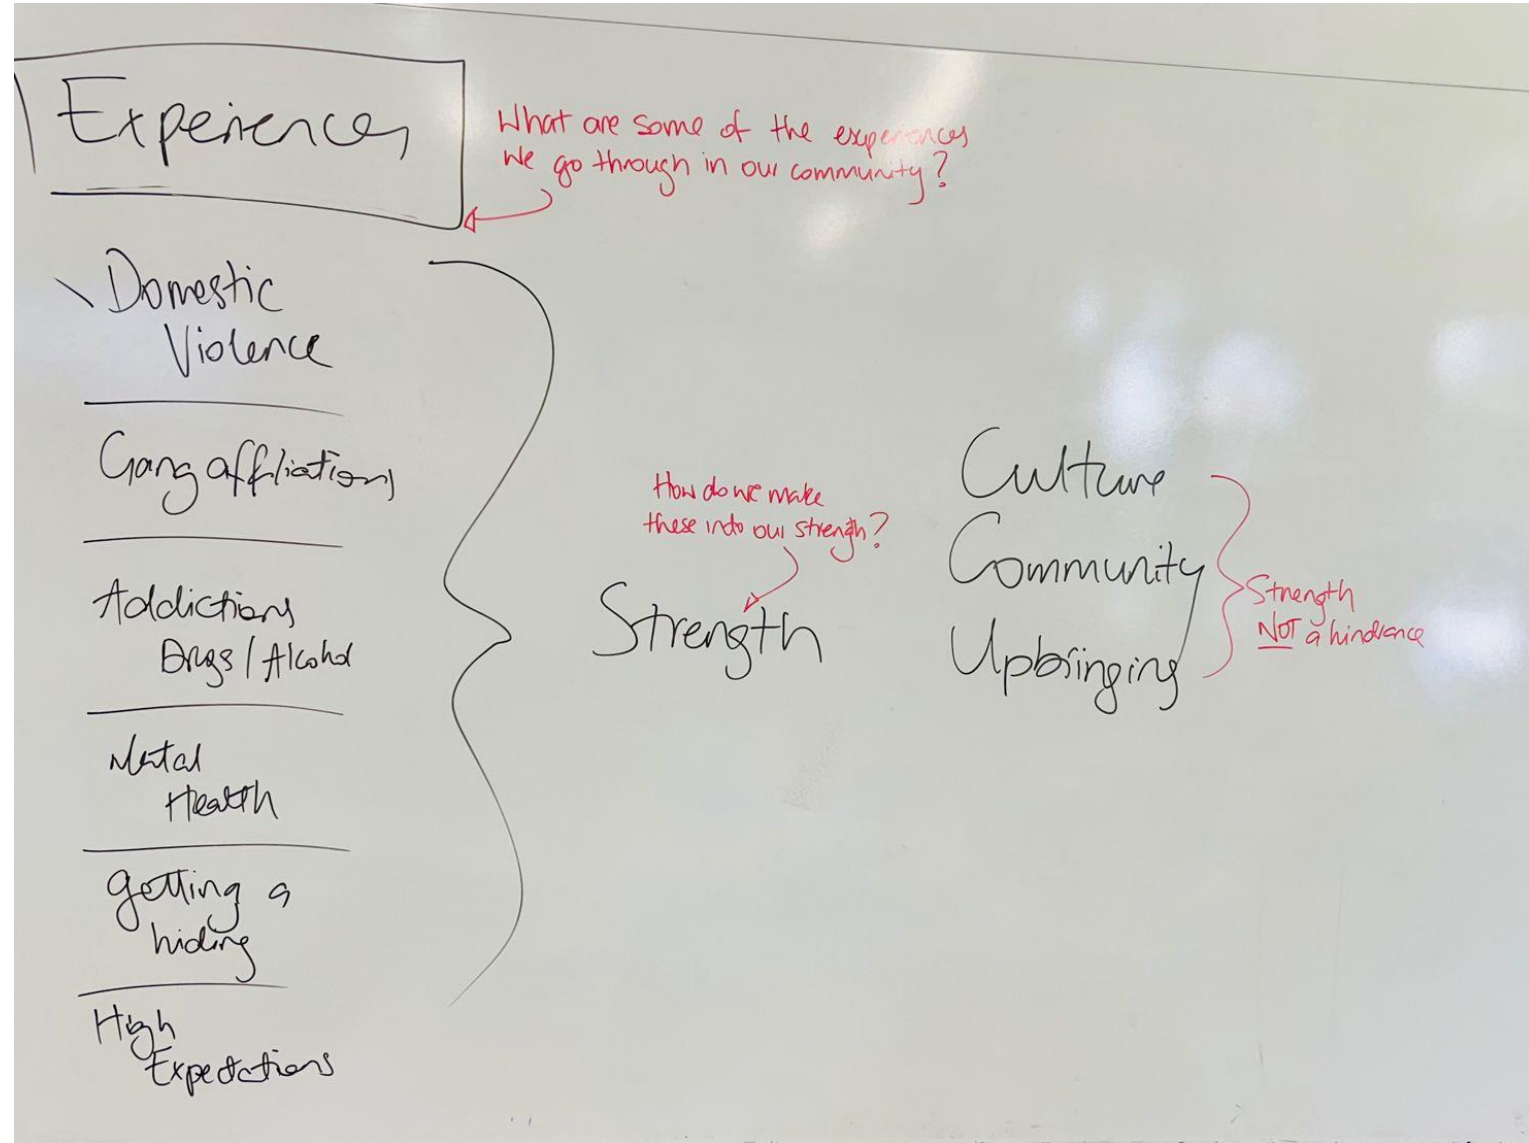 Experiences
What are some of the experiences
we go through in our community?
Domestic
Violence
Gang affiliations
Addictions
Drugs / Alcohol
Mental
Health
getting a
hiding
High
Expectations
How do we make
these into our strengh?
Strength
Culture
Community
Upbringing
Strength
NOT a hindrance